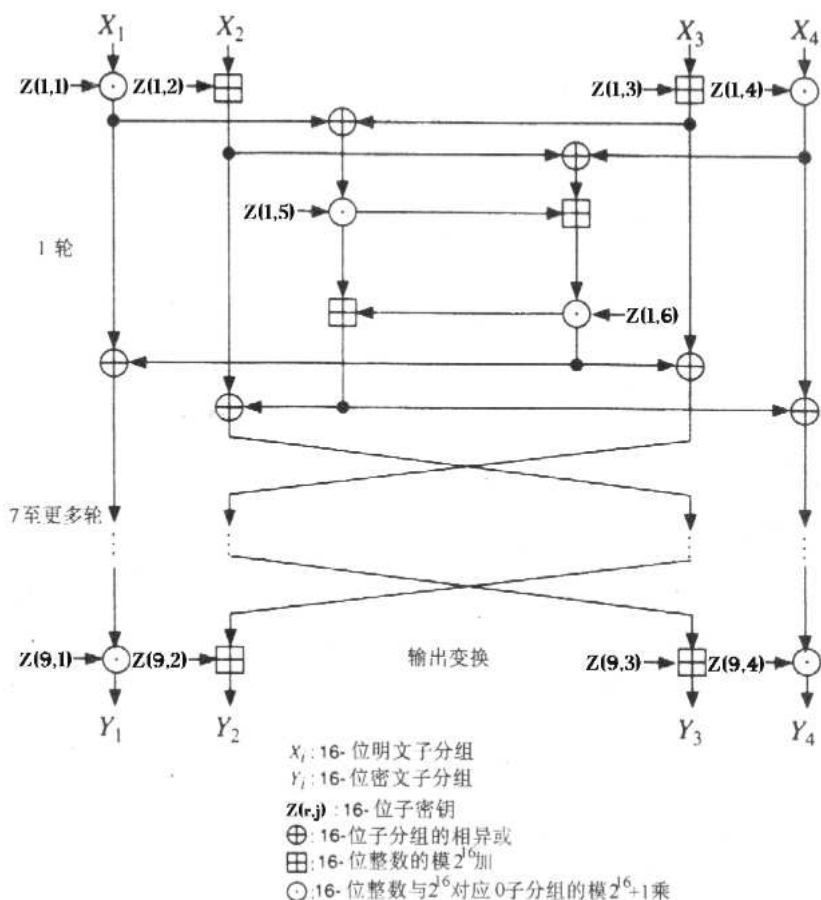 X₁ X₂ X₃ X₄
Z(1,1) Z(1,2) Z(1,3) Z(1,4)
Z(1,5)
1 轮
Z(1,6)
7至更多轮
Z(9,1) Z(9,2) 输出变换 Z(9,3) Z(9,4)
Y₁ Y₂ Y₃ Y₄
Xᵢ : 16- 位明文子分组
Yᵢ : 16- 位密文子分组
Z(r,j) : 16- 位子密钥
⊕: 16- 位子分组的相异或
⊞: 16- 位整数的模2¹⁶加
⊙: 16- 位整数与2¹⁶对应0子分组的模2¹⁶+1乘